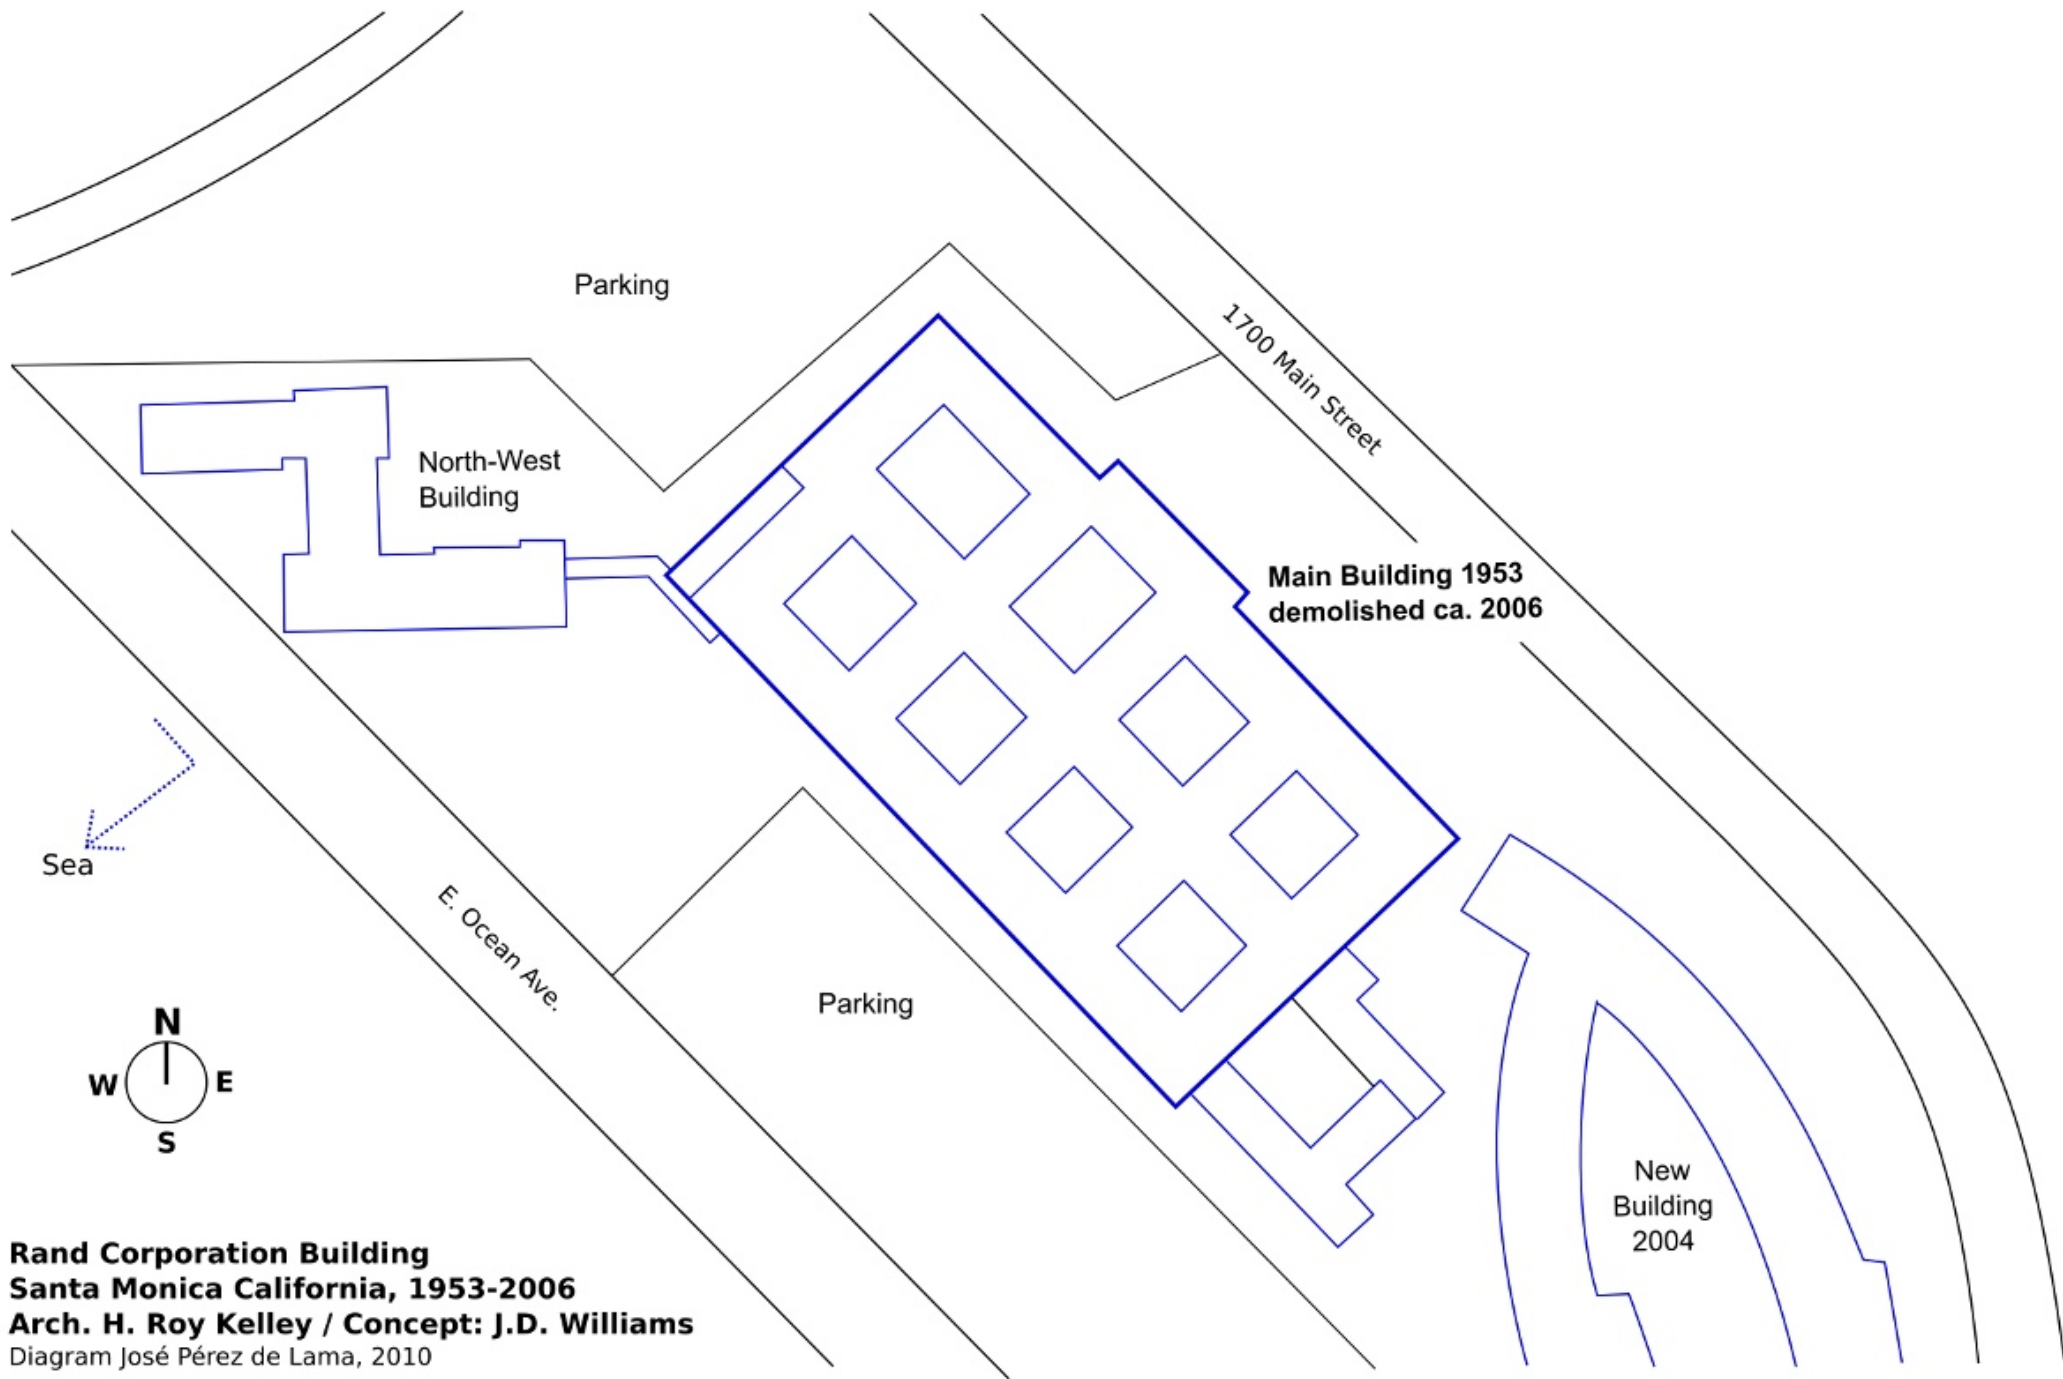 Parking
1700 Main Street
North-West
Building
Main Building 1953
demolished ca. 2006
Sea
E. Ocean Ave.
Parking
N
W
E
S
New
Building
2004
Rand Corporation Building
Santa Monica California, 1953-2006
Arch. H. Roy Kelley / Concept: J.D. Williams
Diagram José Pérez de Lama, 2010